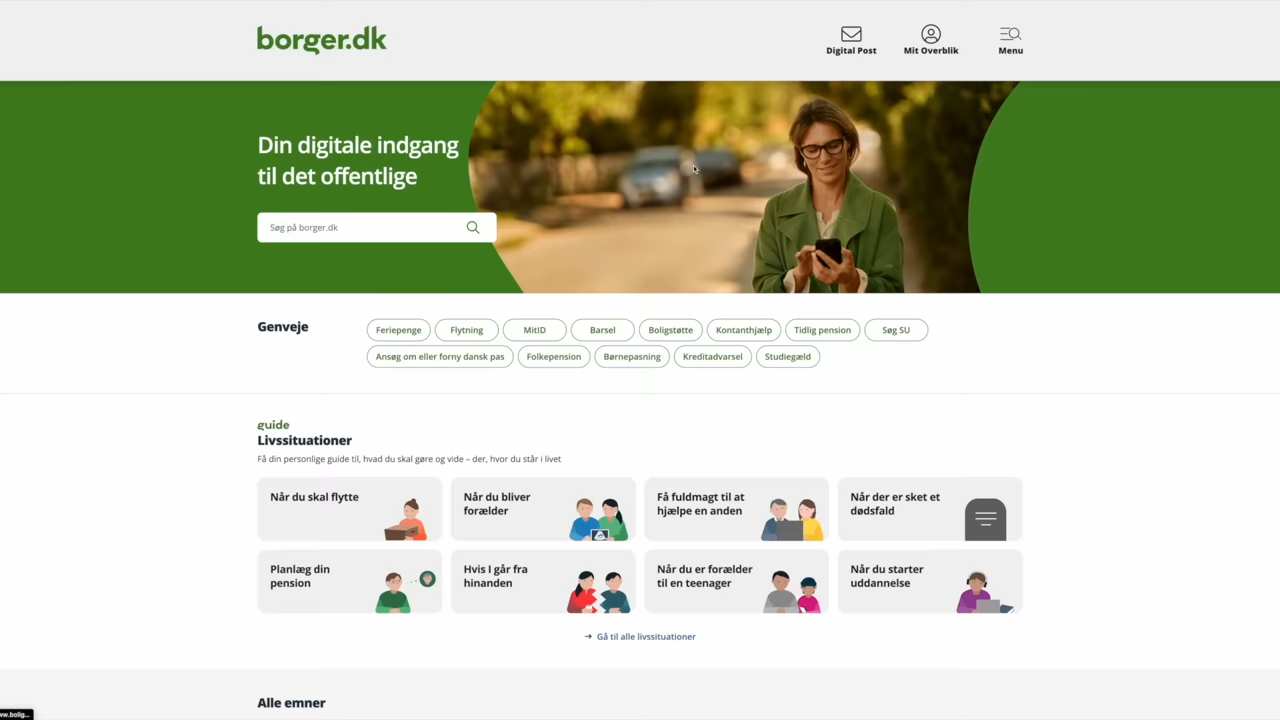 borger.dk
Digital Post
Mit Overblik
Menu
Din digitale indgang
til det offentlige
Søg på borger.dk
Genveje
Feriepenge
Flytning
MitID
Barsel
Boligstøtte
Kontanthjælp
Tidlig pension
Søg SU
Ansøg om eller forny dansk pas
Folkepension
Børnepasning
Kreditadvarsel
Studiegæld
guide
Livssituationer
Få din personlige guide til, hvad du skal gøre og vide – der, hvor du står i livet
Når du skal flytte
Når du bliver
forælder
Få fuldmagt til at
hjælpe en anden
Når der er sket et
dødsfald
Planlæg din
pension
Hvis I går fra
hinanden
Når du er forælder
til en teenager
Når du starter
uddannelse
→ Gå til alle livssituationer
Alle emner